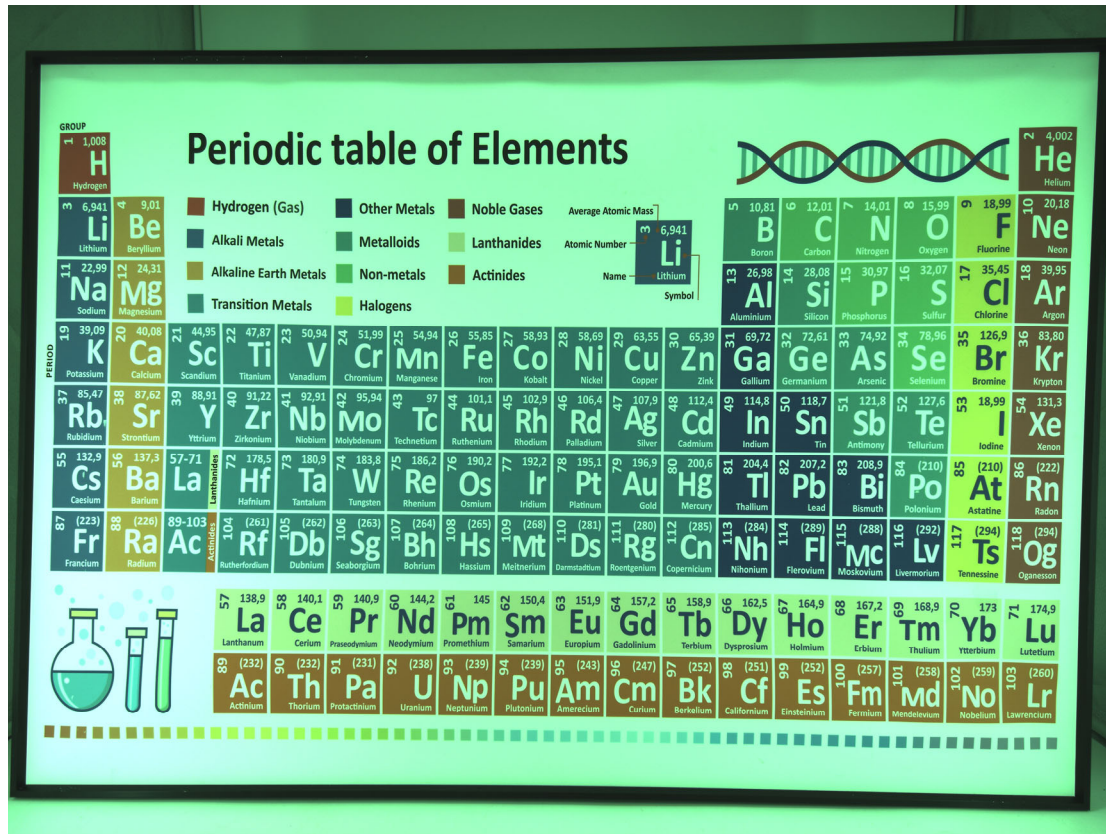 GROUP
Periodic table of Elements
1 1,008 H Hydrogen
2 4,002 He Helium
Hydrogen (Gas)
Alkali Metals
Alkaline Earth Metals
Transition Metals
Other Metals
Metalloids
Non-metals
Halogens
Noble Gases
Lanthanides
Actinides
Average Atomic Mass
Atomic Number
Name
Symbol
3 6,941 Li Lithium
PERIOD
3 6,941 Li Lithium
4 9,01 Be Beryllium
5 10,81 B Boron
6 12,01 C Carbon
7 14,01 N Nitrogen
8 15,99 O Oxygen
9 18,99 F Fluorine
10 20,18 Ne Neon
11 22,99 Na Sodium
12 24,31 Mg Magnesium
13 26,98 Al Aluminium
14 28,08 Si Silicon
15 30,97 P Phosphorus
16 32,07 S Sulfur
17 35,45 Cl Chlorine
18 39,95 Ar Argon
19 39,09 K Potassium
20 40,08 Ca Calcium
21 44,95 Sc Scandium
22 47,87 Ti Titanium
23 50,94 V Vanadium
24 51,99 Cr Chromium
25 54,94 Mn Manganese
26 55,85 Fe Iron
27 58,93 Co Kobalt
28 58,69 Ni Nickel
29 63,55 Cu Copper
30 65,39 Zn Zink
31 69,72 Ga Gallium
32 72,61 Ge Germanium
33 74,92 As Arsenic
34 78,96 Se Selenium
35 126,9 Br Bromine
36 83,80 Kr Krypton
37 85,47 Rb Rubidium
38 87,62 Sr Strontium
39 88,91 Y Yttrium
40 91,22 Zr Zirkonium
41 92,91 Nb Niobium
42 95,94 Mo Molybdenum
43 97 Tc Technetium
44 101,1 Ru Ruthenium
45 102,9 Rh Rhodium
46 106,4 Rd Palladium
47 107,9 Ag Silver
48 112,4 Cd Cadmium
49 114,8 In Indium
50 118,7 Sn Tin
51 121,8 Sb Antimony
52 127,6 Te Tellurium
53 18,99 I Iodine
54 131,3 Xe Xenon
55 132,9 Cs Caesium
56 137,3 Ba Barium
57-71 La Lanthanides
72 178,5 Hf Hafnium
73 180,9 Ta Tantalum
74 183,8 W Tungsten
75 186,2 Re Rhenium
76 190,2 Os Osmium
77 192,2 Ir Iridium
78 195,1 Pt Platinum
79 196,9 Au Gold
80 200,6 Hg Mercury
81 204,4 Tl Thallium
82 207,2 Pb Lead
83 208,9 Bi Bismuth
84 (210) Po Polonium
85 (210) At Astatine
86 (222) Rn Radon
87 (223) Fr Francium
88 (226) Ra Radium
89-103 Ac Actinides
104 (261) Rf Rutherfordium
105 (262) Db Dubnium
106 (263) Sg Seaborgium
107 (264) Bh Bohrium
108 (265) Hs Hassium
109 (268) Mt Meitnerium
110 (281) Ds Darmstadtium
111 (280) Rg Roentgenium
112 (285) Cn Copernicium
113 (284) Nh Nihonium
114 (289) Fl Flerovium
115 (288) Mc Moskovium
116 (292) Lv Livermorium
117 (294) Ts Tennessine
118 (294) Og Oganesson
57 138,9 La Lanthanum
58 140,1 Ce Cerium
59 140,9 Pr Praseodymium
60 144,2 Nd Neodymium
61 145 Pm Promethium
62 150,4 Sm Samarium
63 151,9 Eu Europium
64 157,2 Gd Gadolinium
65 158,9 Tb Terbium
66 162,5 Dy Dysprosium
67 164,9 Ho Holmium
68 167,2 Er Erbium
69 168,9 Tm Thulium
70 173 Yb Ytterbium
71 174,9 Lu Lutetium
89 (232) Ac Actinium
90 (232) Th Thorium
91 (231) Pa Protactinium
92 (238) U Uranium
93 (239) Np Neptunium
94 (239) Pu Plutonium
95 (243) Am Amerecium
96 (247) Cm Curium
97 (252) Bk Berkelium
98 (251) Cf Californium
99 (252) Es Einsteinium
100 (257) Fm Fermium
101 (258) Md Mendelevium
102 (259) No Nobelium
103 (260) Lr Lawrencium